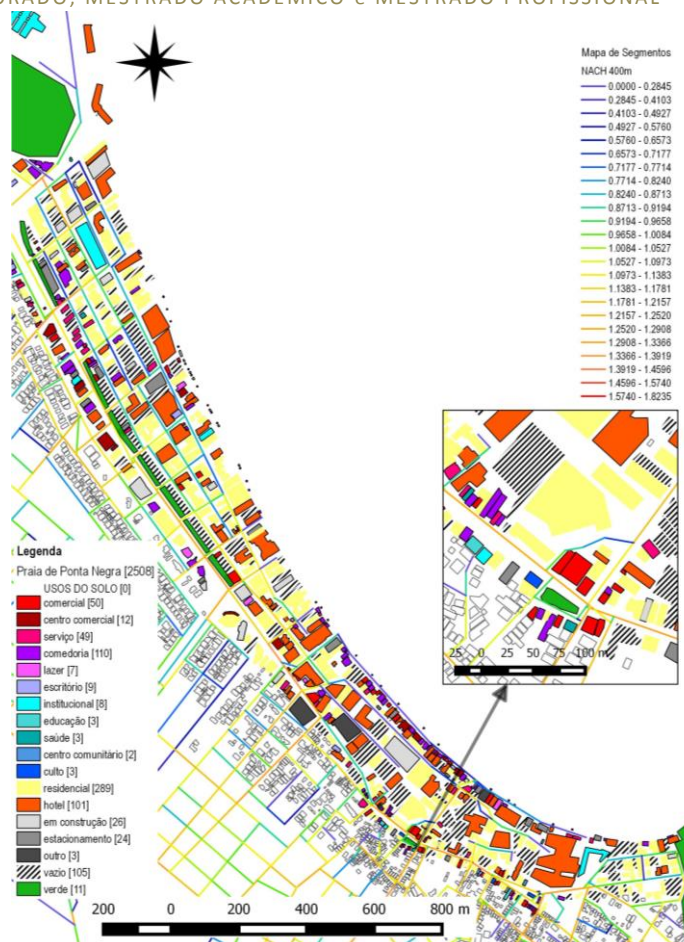 ORADO, MESTRADO ACADÊMICO e MESTRADO PROFISSIONAL
Mapa de Segmentos
NACH 400m
0.0000 - 0.2845
0.2845 - 0.4103
0.4103 - 0.4927
0.4927 - 0.5760
0.5760 - 0.6573
0.6573 - 0.7177
0.7177 - 0.7714
0.7714 - 0.8240
0.8240 - 0.8713
0.8713 - 0.9194
0.9194 - 0.9658
0.9658 - 1.0084
1.0084 - 1.0527
1.0527 - 1.0973
1.0973 - 1.1383
1.1383 - 1.1781
1.1781 - 1.2157
1.2157 - 1.2520
1.2520 - 1.2908
1.2908 - 1.3366
1.3366 - 1.3919
1.3919 - 1.4596
1.4596 - 1.5740
1.5740 - 1.8235
25 0 25 50 75 100 m
Legenda
Praia de Ponta Negra [2508]
USOS DO SOLO [0]
comercial [50]
centro comercial [12]
serviço [49]
comedoria [110]
lazer [7]
escritório [9]
institucional [8]
educação [3]
saúde [3]
centro comunitário [2]
culto [3]
residencial [289]
hotel [101]
em construção [26]
estacionamento [24]
outro [3]
vazio [105]
verde [11]
200 0 200 400 600 800 m